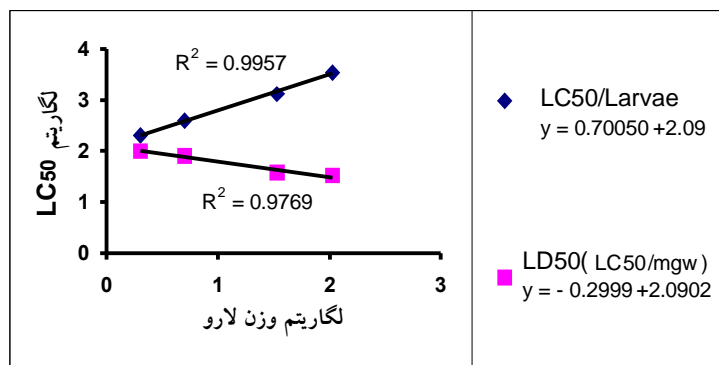 4
3
2
1
0
0
1
2
3
لگاریتم LC50
لگاریتم وزن لارو
R² = 0.9957
R² = 0.9769
LC50/Larvae
y = 0.70050 +2.09
LD50( LC50/mgw )
y = - 0.2999 +2.0902